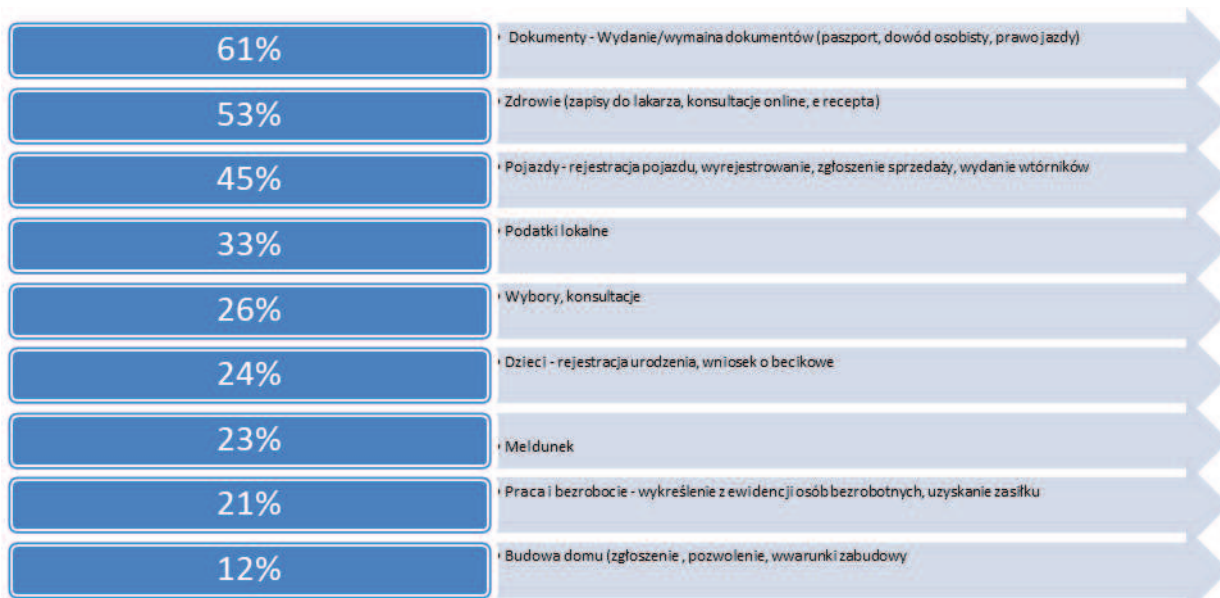 61%
• Dokumenty - Wydanie/wymaina dokumentów (paszport, dowód osobisty, prawo jazdy)
53%
• Zdrowie (zapisy do lakarza, konsultacje online, e recepta)
45%
• Pojazdy - rejestracja pojazdu, wyrejestrowanie, zgłoszenie sprzedaży, wydanie wtórników
33%
• Podatki lokalne
26%
• Wybory, konsultacje
24%
• Dzieci - rejestracja urodzenia, wniosek o becikowe
23%
• Meldunek
21%
• Praca i bezrobocie - wykreślenie z ewidencji osób bezrobotnych, uzyskanie zasiłku
12%
• Budowa domu (zgłoszenie , pozwolenie, wwarunki zabudowy